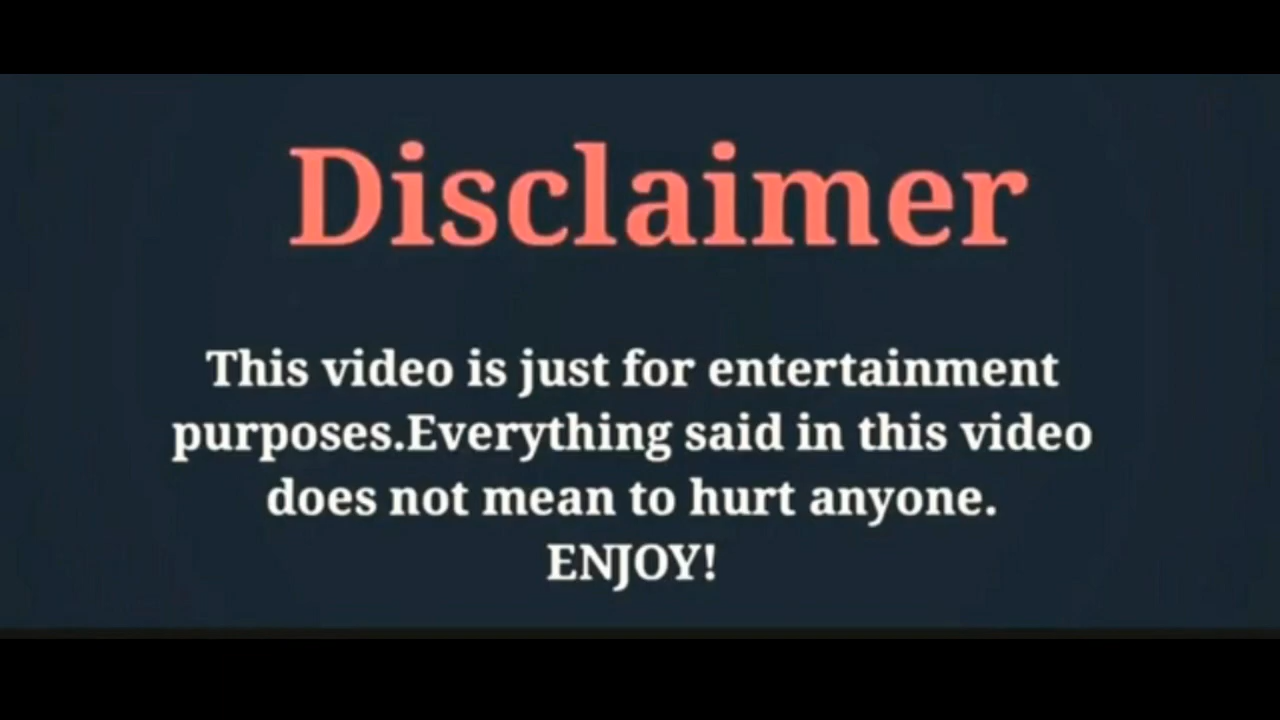 Disclaimer
This video is just for entertainment
purposes.Everything said in this video
does not mean to hurt anyone.
ENJOY!